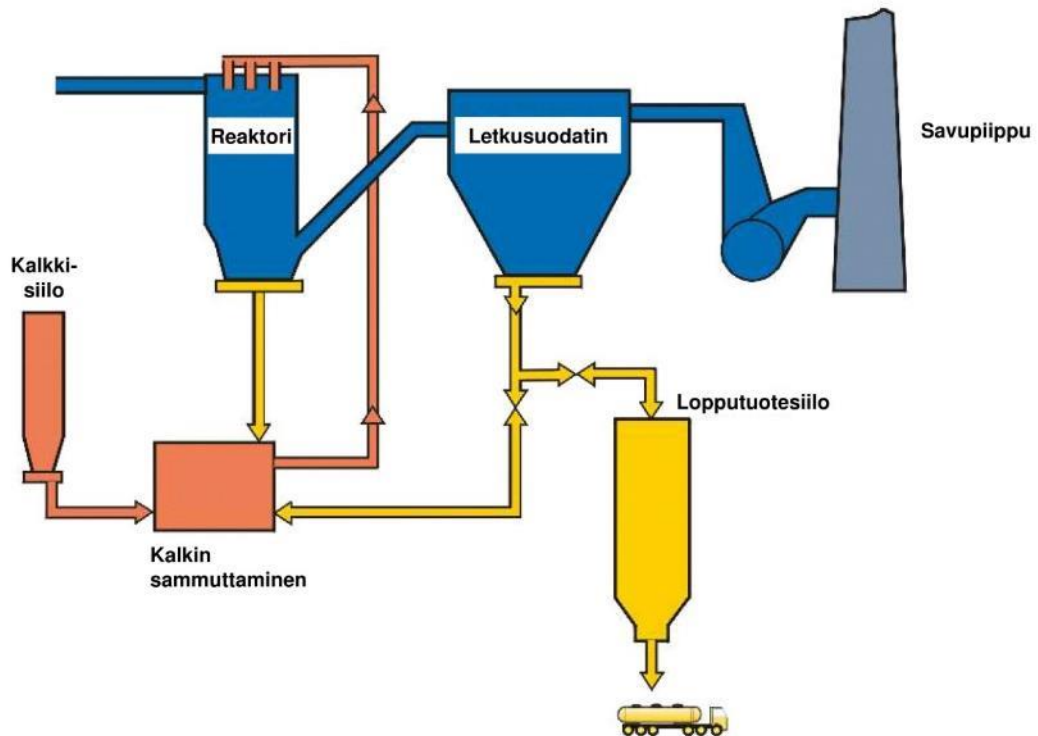 Reaktori
Letkusuodatin
Savupiippu
Kalkki-
siilo
Lopputuotesiilo
Kalkin
sammuttaminen